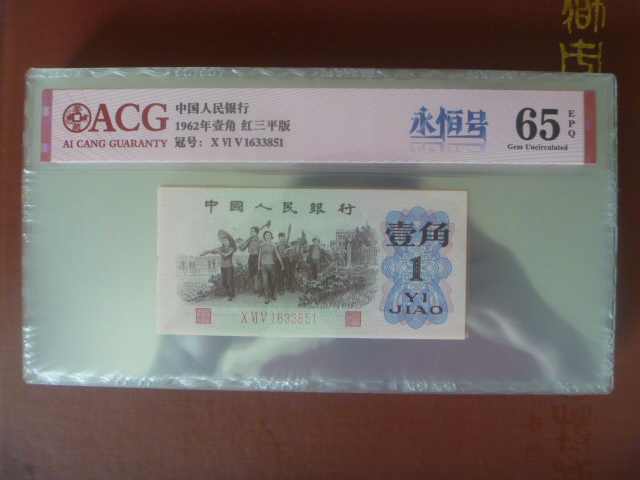 ACG
AI CANG GUARANTY
中国人民银行
1962年壹角 红三平版
冠号: X VI V 1633851
永恒号
65
EPQ
Gem Uncirculated
中國人民銀行
壹角
1
YI
JIAO
X VI V 1633851